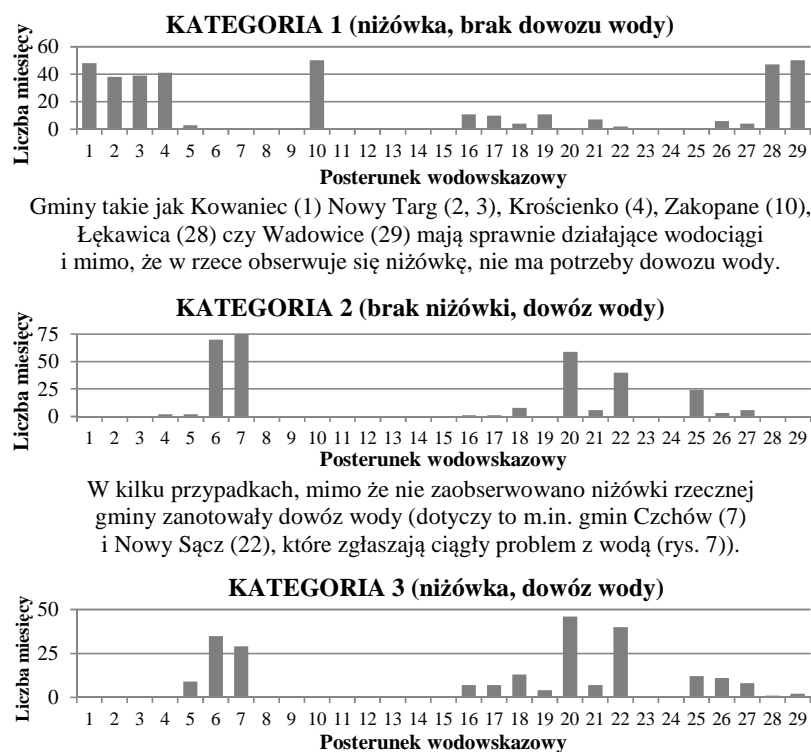 KATEGORIA 1 (niżówka, brak dowozu wody)
Liczba miesięcy
60
40
20
0
1 2 3 4 5 6 7 8 9 10 11 12 13 14 15 16 17 18 19 20 21 22 23 24 25 26 27 28 29
Posterunek wodowskazowy
Gminy takie jak Kowaniec (1) Nowy Targ (2, 3), Krościenko (4), Zakopane (10),
Łękawica (28) czy Wadowice (29) mają sprawnie działające wodociągi
i mimo, że w rzece obserwuje się niżówkę, nie ma potrzeby dowozu wody.
KATEGORIA 2 (brak niżówki, dowóz wody)
Liczba miesięcy
75
50
25
0
1 2 3 4 5 6 7 8 9 10 11 12 13 14 15 16 17 18 19 20 21 22 23 24 25 26 27 28 29
Posterunek wodowskazowy
W kilku przypadkach, mimo że nie zaobserwowano niżówki rzecznej
gminy zanotowały dowóz wody (dotyczy to m.in. gmin Czchów (7)
i Nowy Sącz (22), które zgłaszają ciągły problem z wodą (rys. 7)).
KATEGORIA 3 (niżówka, dowóz wody)
Liczba miesięcy
50
25
0
1 2 3 4 5 6 7 8 9 10 11 12 13 14 15 16 17 18 19 20 21 22 23 24 25 26 27 28 29
Posterunek wodowskazowy